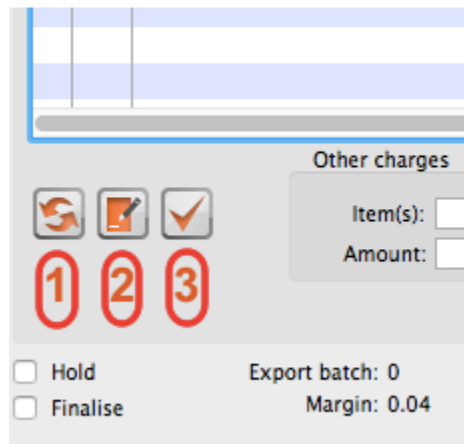 Other charges
Item(s):
Amount:
1 2 3
Hold
Export batch: 0
Finalise
Margin: 0.04